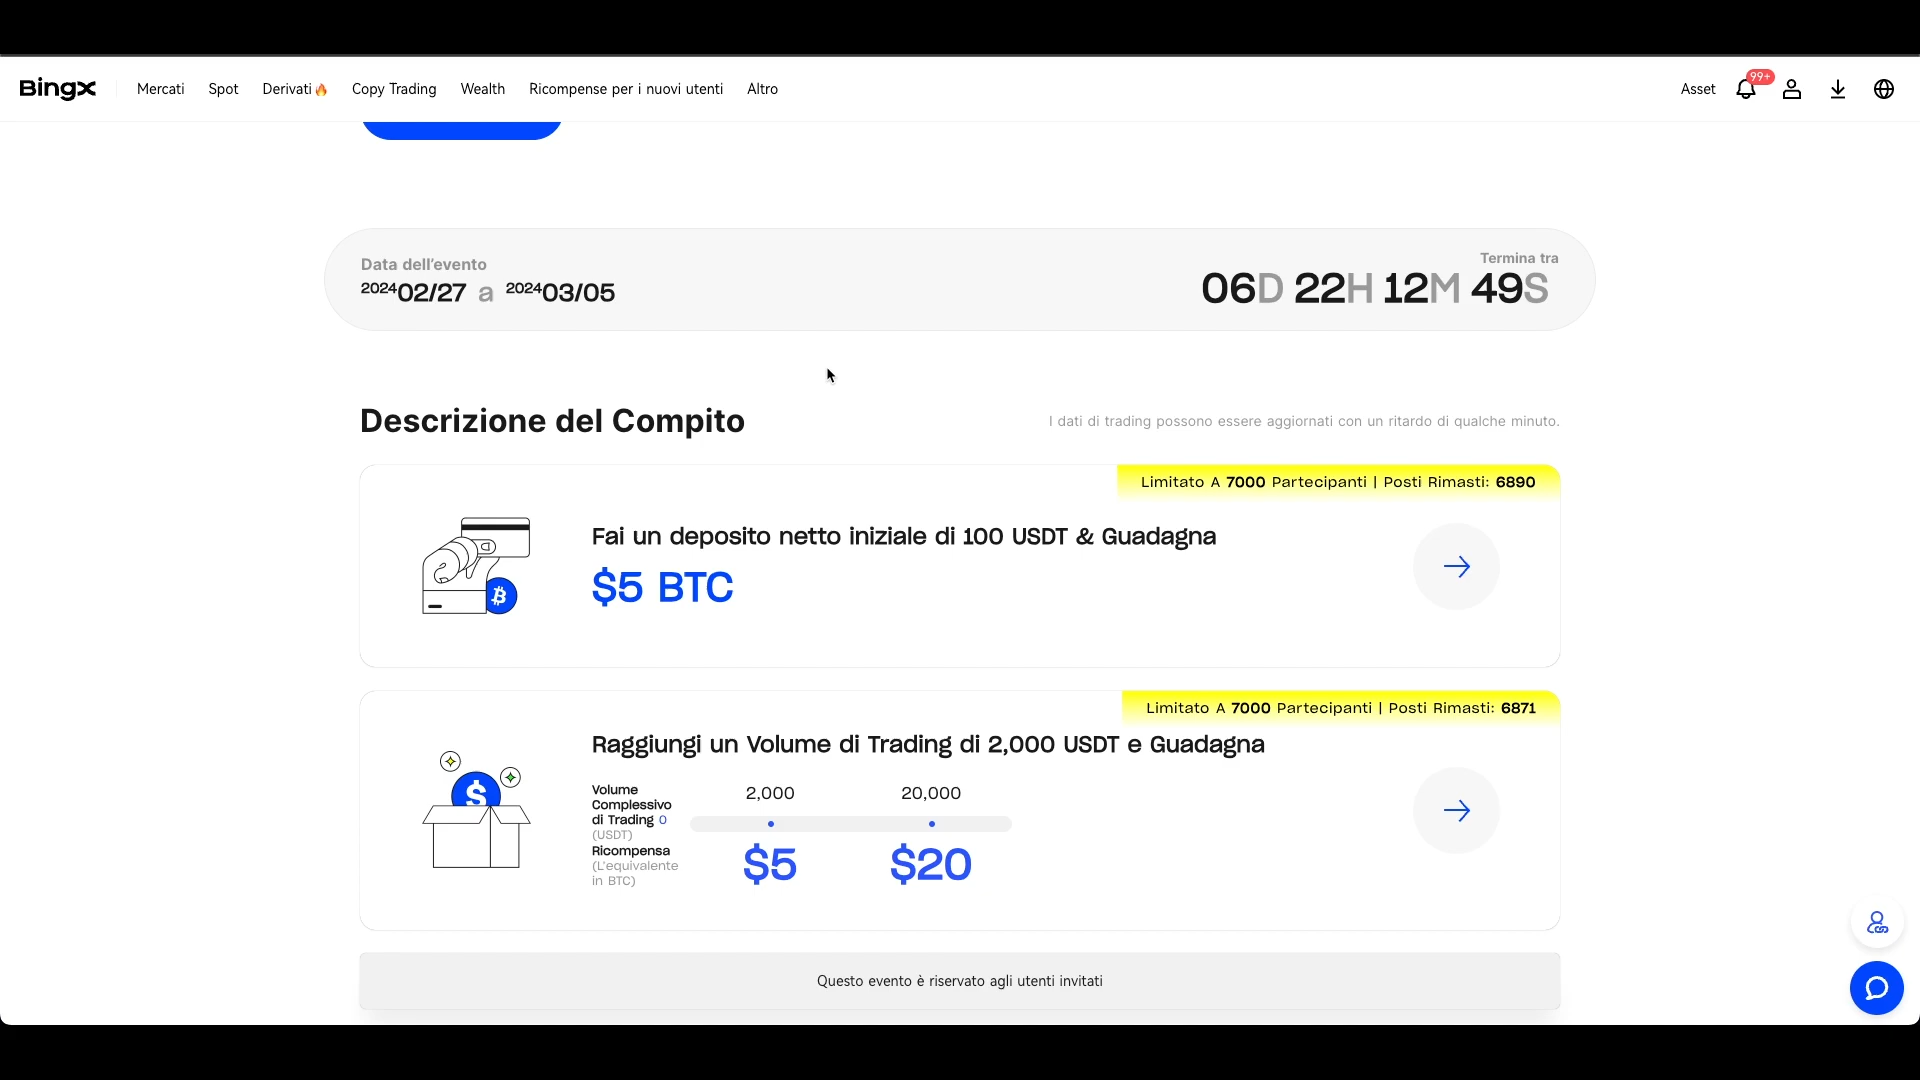 BingX
Mercati Spot Derivati Copy Trading Wealth Ricompense per i nuovi utenti Altro
Asset
99+
Data dell'evento
2024 02/27 a 2024 03/05
Termina tra
06D 22H 12M 49S
Descrizione del Compito
I dati di trading possono essere aggiornati con un ritardo di qualche minuto.
Limitato A 7000 Partecipanti | Posti Rimasti: 6890
Fai un deposito netto iniziale di 100 USDT & Guadagna
$5 BTC
Limitato A 7000 Partecipanti | Posti Rimasti: 6871
Raggiungi un Volume di Trading di 2,000 USDT e Guadagna
Volume
Complessivo
di Trading 0
(USDT)
2,000 20,000
Ricompensa
(L'equivalente
in BTC)
$5 $20
Questo evento è riservato agli utenti invitati